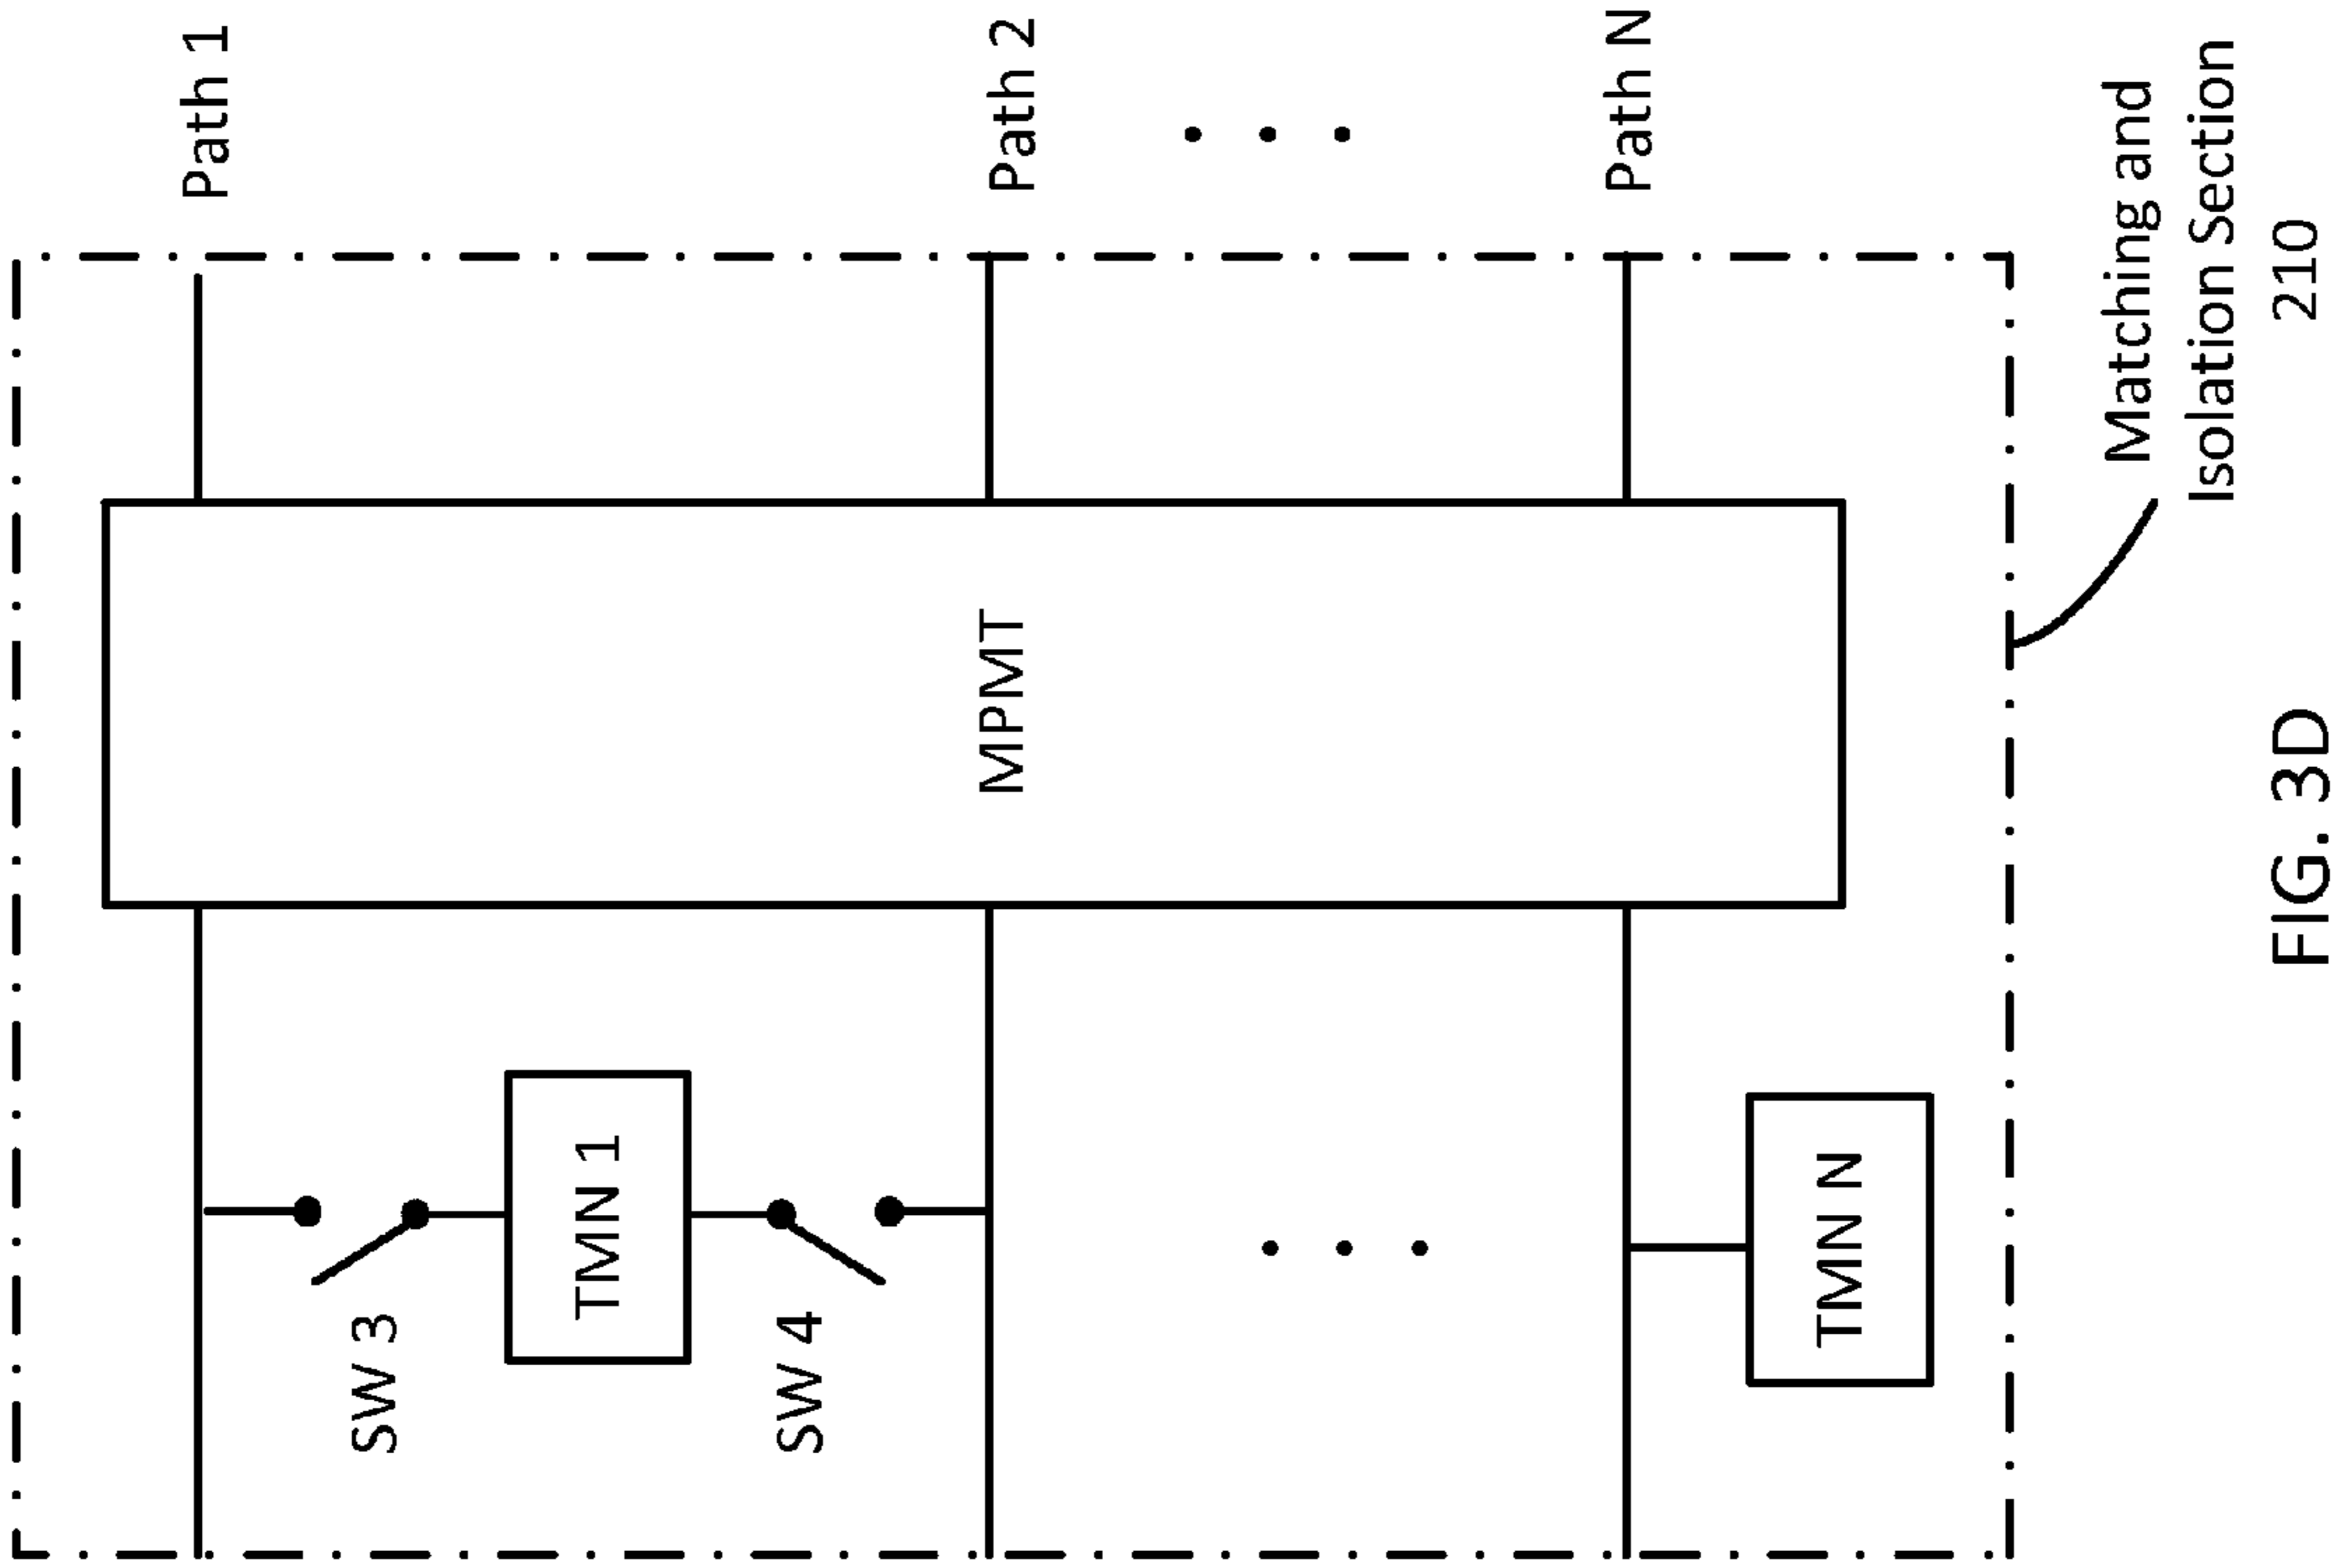 Path 1
Path 2
Path N
MPMT
SW 3
TMN 1
SW 4
TMN N
Matching and
Isolation Section
210
FIG. 3D